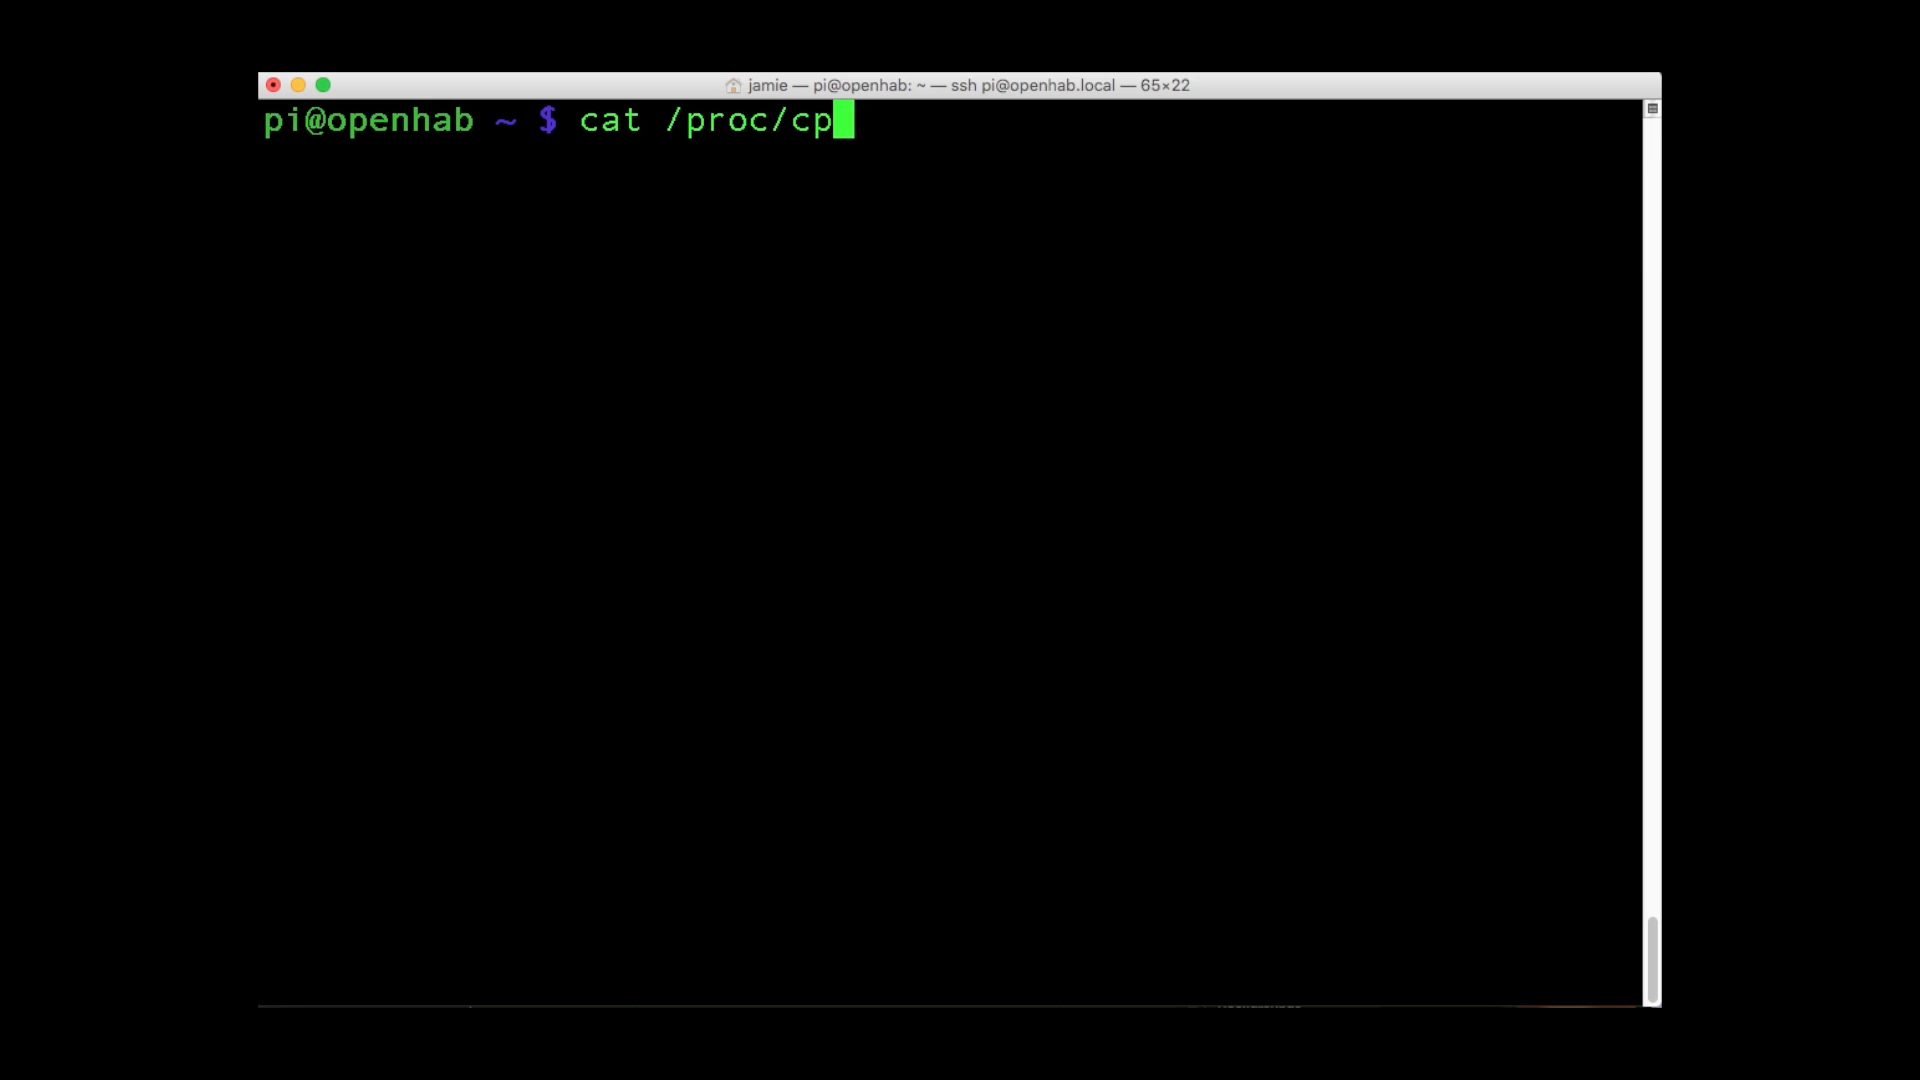 jamie — pi@openhab: ~ — ssh pi@openhab.local — 65×22
pi@openhab ~ $ cat /proc/cp